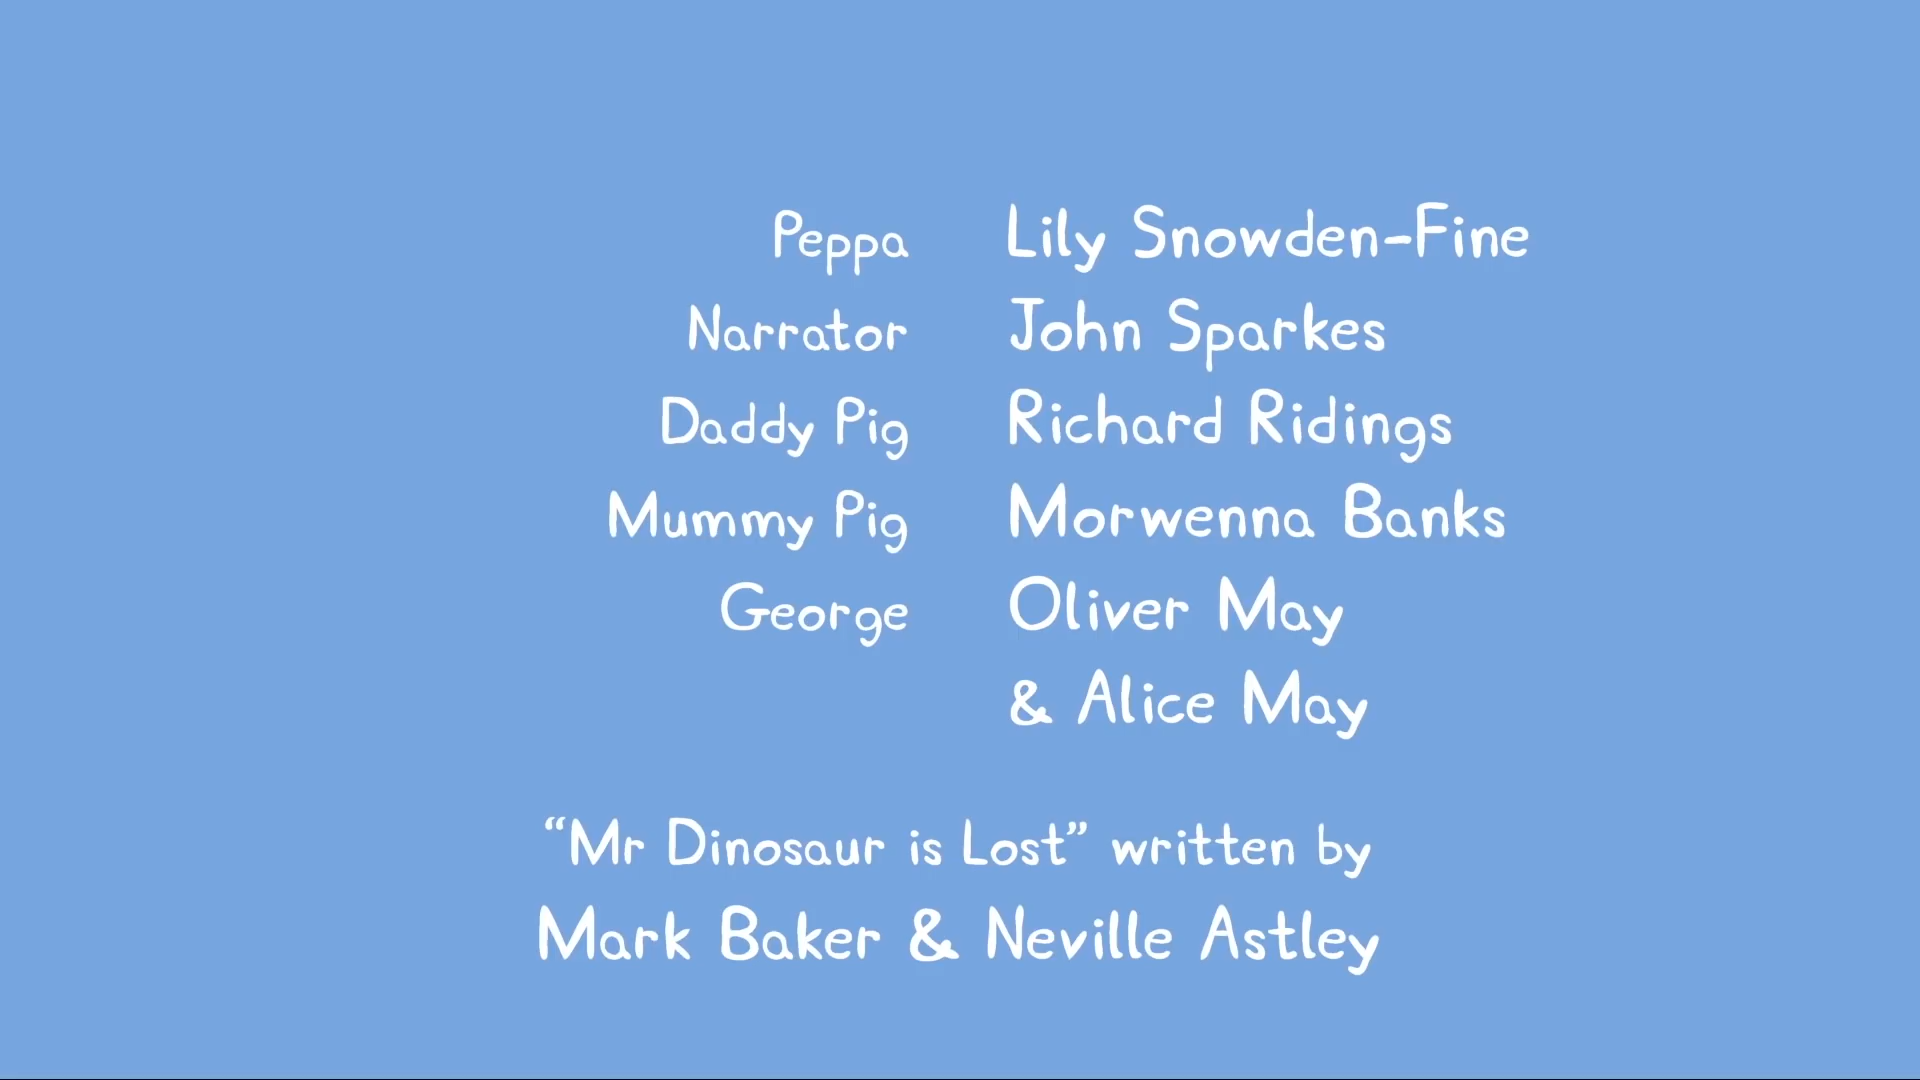 Peppa Lily Snowden-Fine
Narrator John Sparkes
Daddy Pig Richard Ridings
Mummy Pig Morwenna Banks
George Oliver May
& Alice May
“Mr Dinosaur is Lost” written by
Mark Baker & Neville Astley